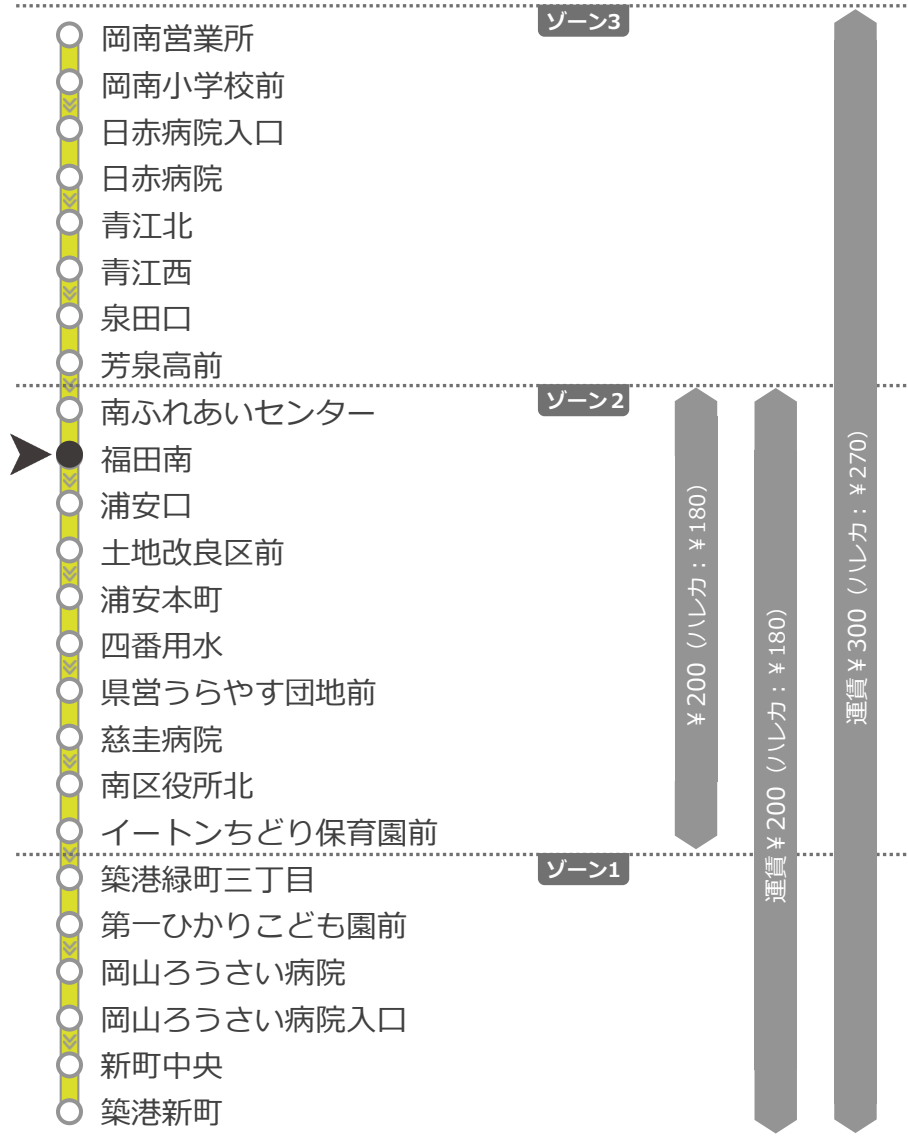 ゾーン3
岡南営業所
岡南小学校前
日赤病院入口
日赤病院
青江北
青江西
泉田口
芳泉高前
ゾーン2
南ふれあいセンター
福田南
浦安口
土地改良区前
浦安本町
四番用水
県営うらやす団地前
慈圭病院
南区役所北
イートンちどり保育園前
ゾーン1
築港緑町三丁目
第一ひかりこども園前
岡山ろうさい病院
岡山ろうさい病院入口
新町中央
築港新町
¥200（ハレカ：¥180）
運賃¥200（ハレカ：¥180）
運賃¥300（ハレカ：¥270）